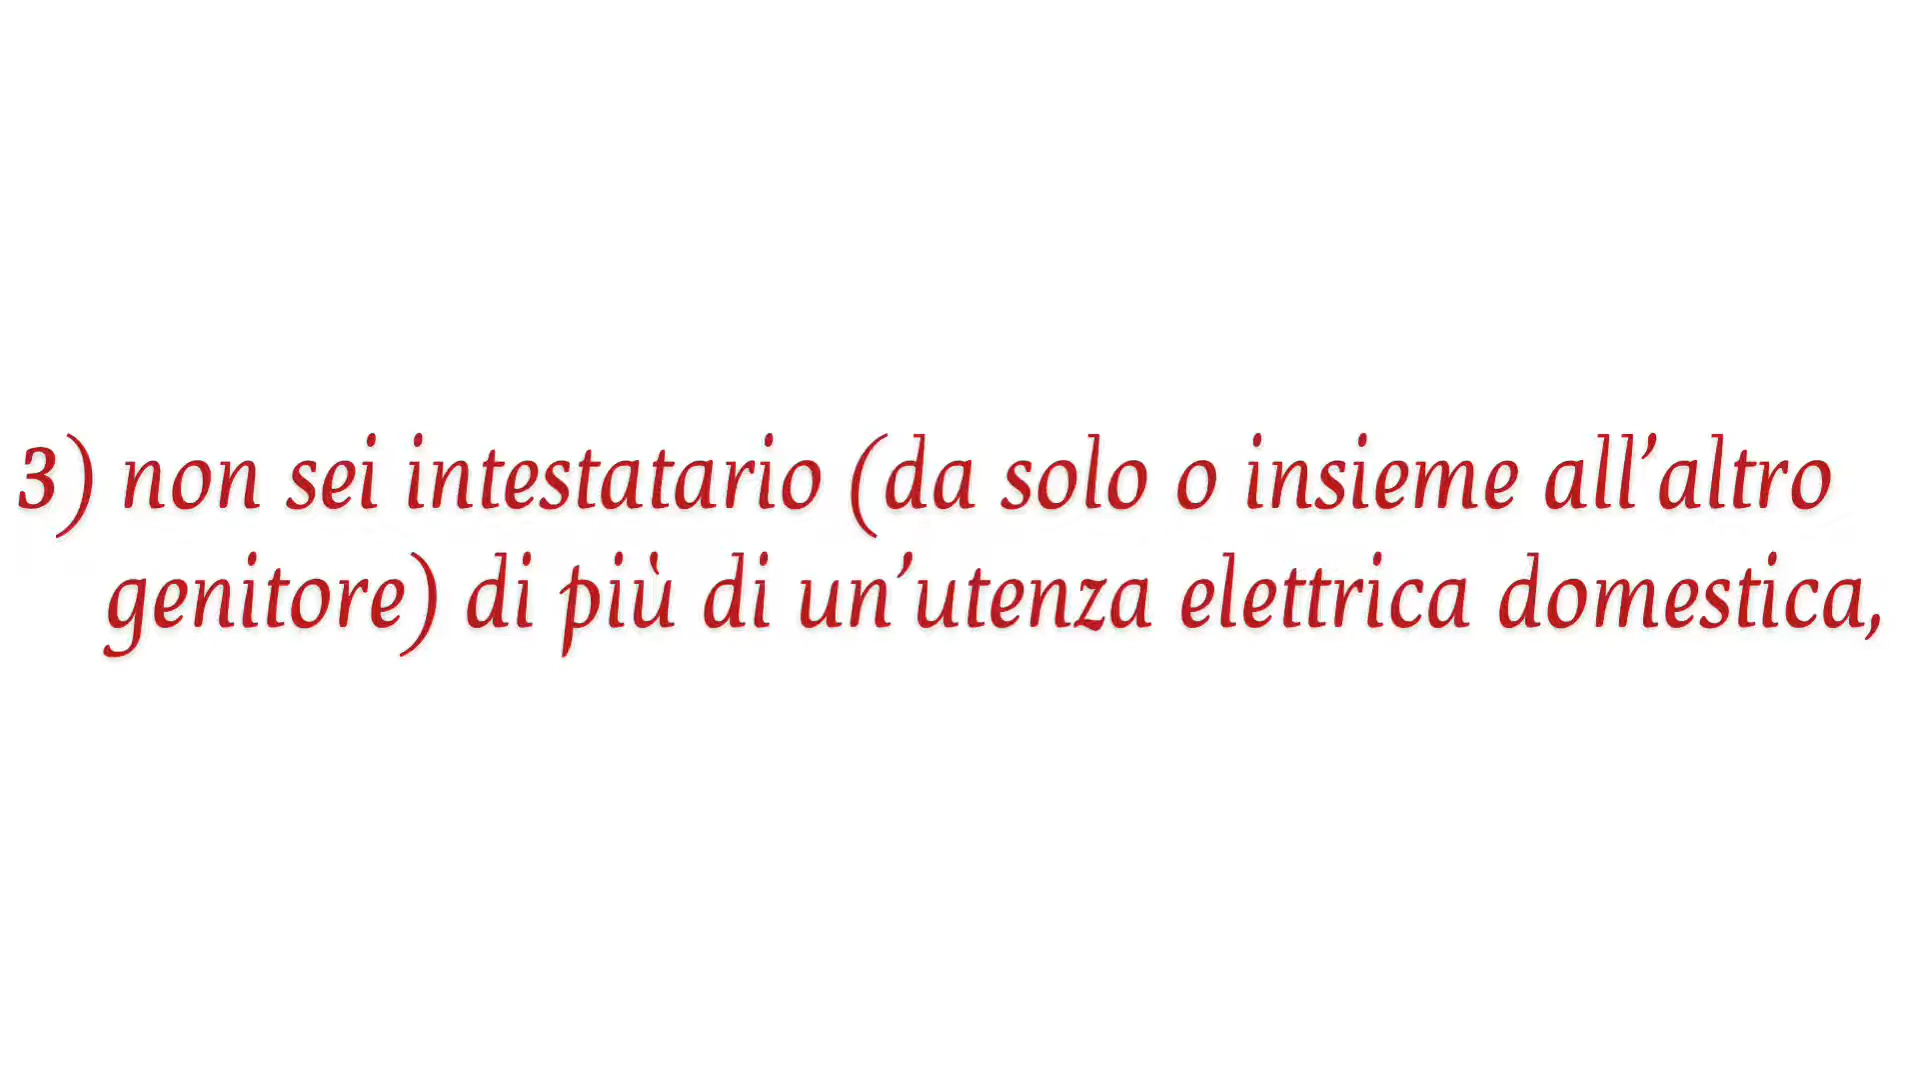 3) non sei intestatario (da solo o insieme all’altro
genitore) di più di un’utenza elettrica domestica,